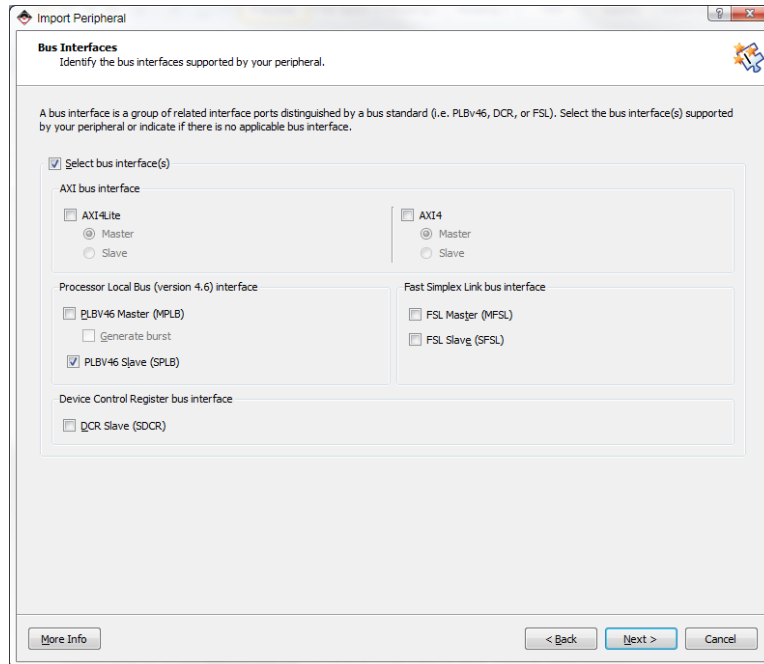 Import Peripheral
Bus Interfaces
Identify the bus interfaces supported by your peripheral.
A bus interface is a group of related interface ports distinguished by a bus standard (i.e. PLBv46, DCR, or FSL). Select the bus interface(s) supported
by your peripheral or indicate if there is no applicable bus interface.
Select bus interface(s)
AXI bus interface
AXI4Lite
Master
Slave
AXI4
Master
Slave
Processor Local Bus (version 4.6) interface
PLBV46 Master (MPLB)
Generate burst
PLBV46 Slave (SPLB)
Fast Simplex Link bus interface
FSL Master (MFSL)
FSL Slave (SFSL)
Device Control Register bus interface
DCR Slave (SDCR)
More Info
< Back
Next >
Cancel